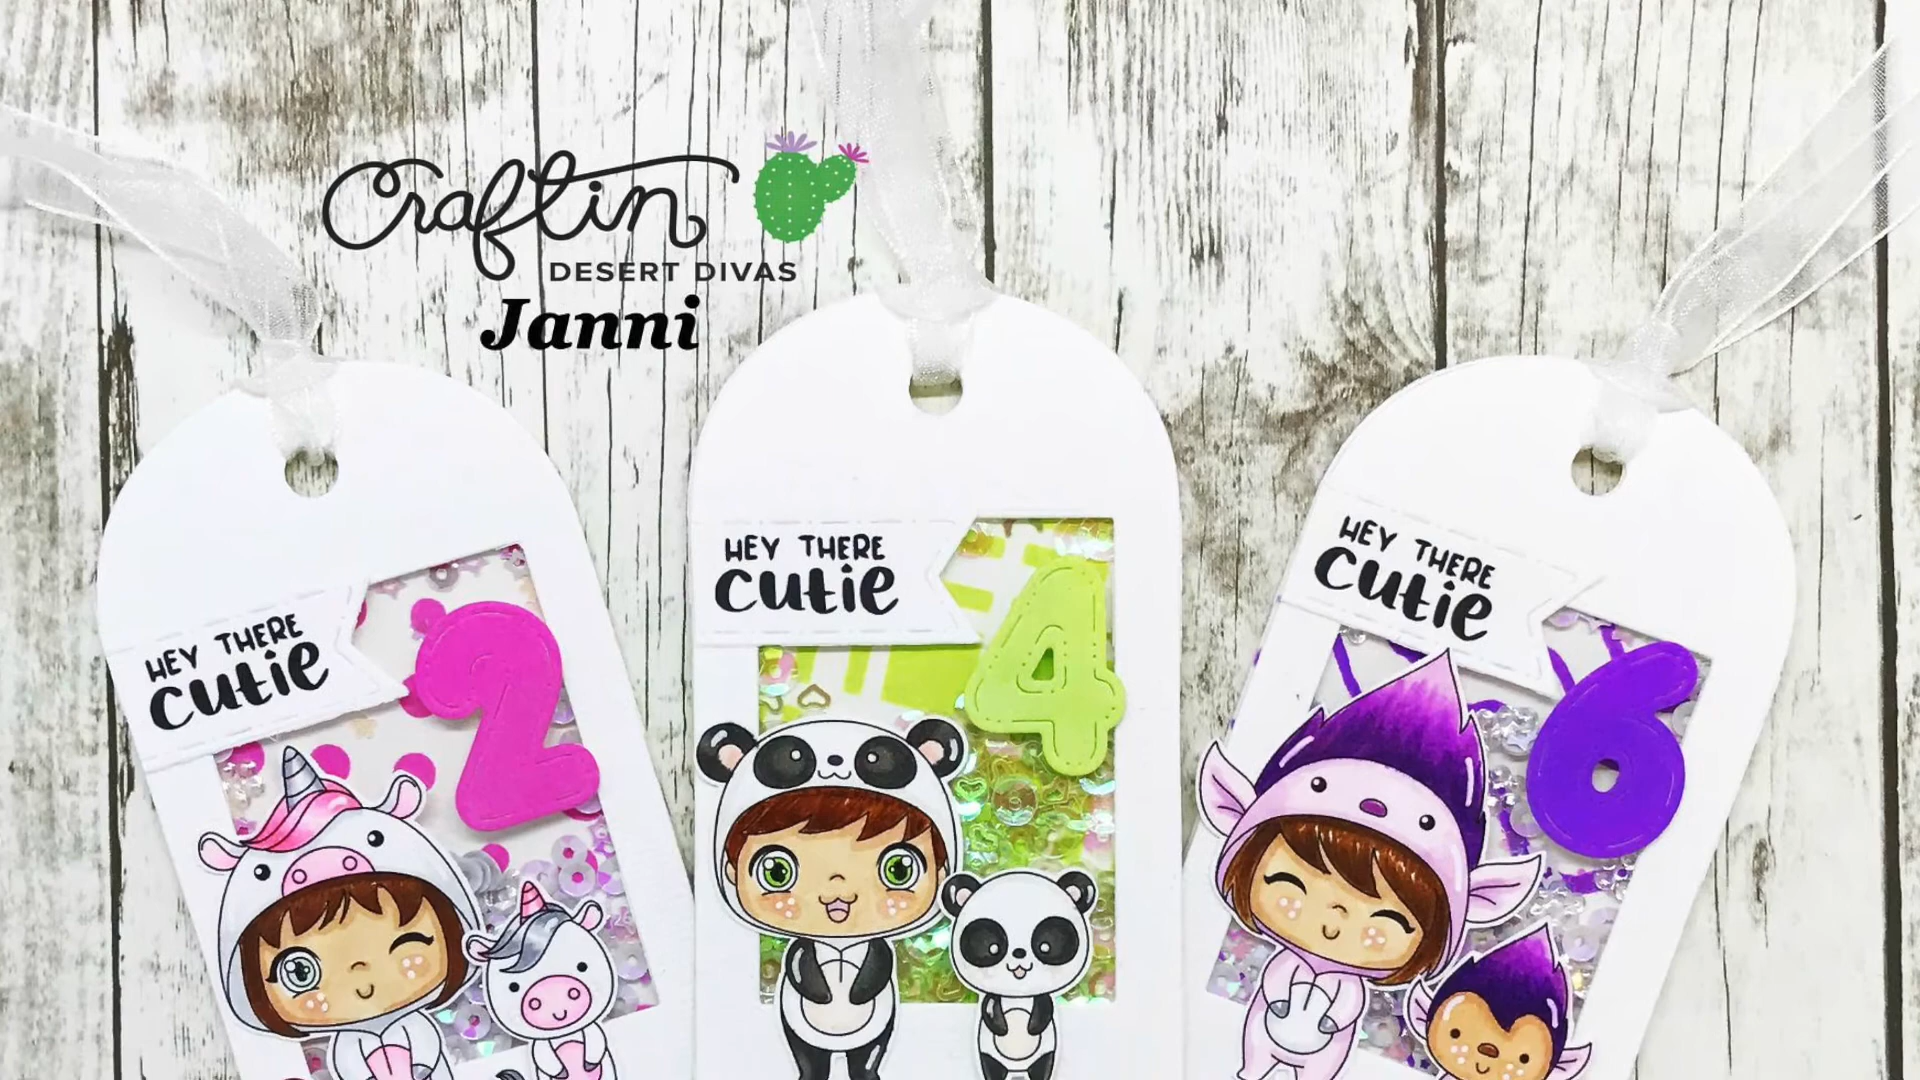 Craftin
DESERT DIVAS
Janni
HEY THERE
cutie
2
HEY THERE
cutie
4
HEY THERE
cutie
6